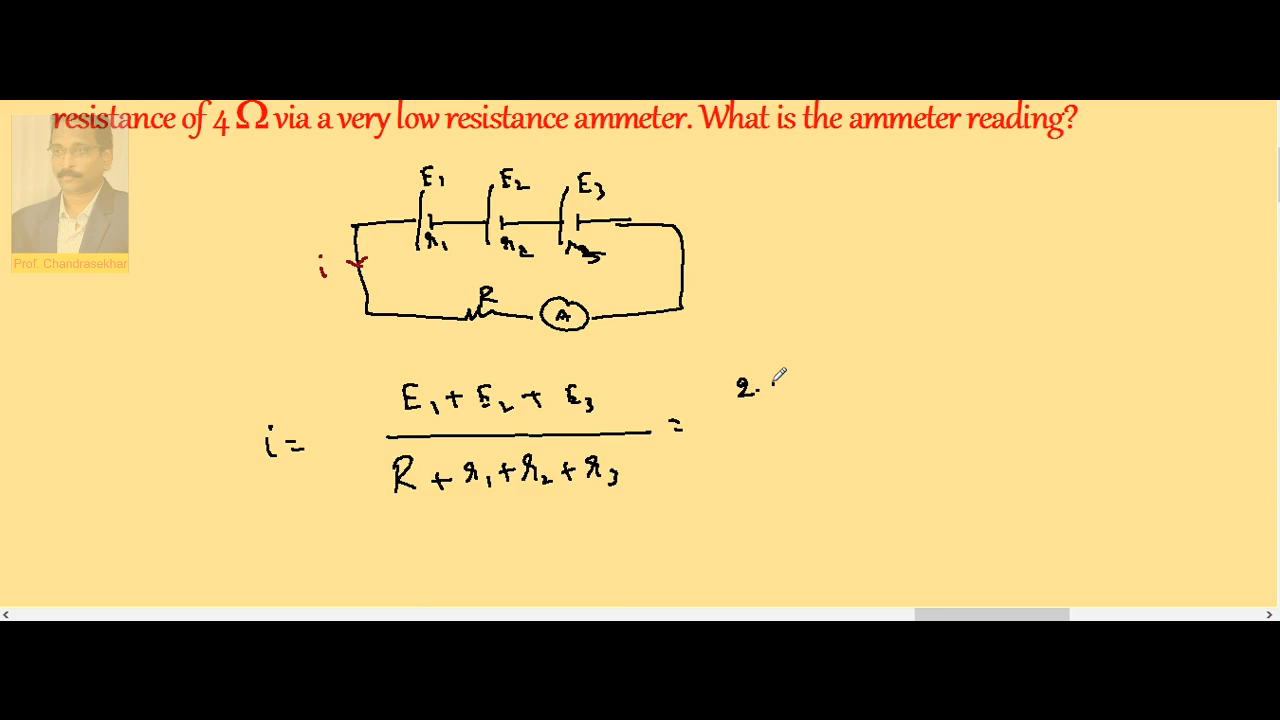 resistance of 4 Ω via a very low resistance ammeter. What is the ammeter reading?
E1 E2 E3
r1 r2 r3
i
R A
Prof. Chandrasekhar
E1 + E2 + E3
i = = 2.
R + r1 + r2 + r3